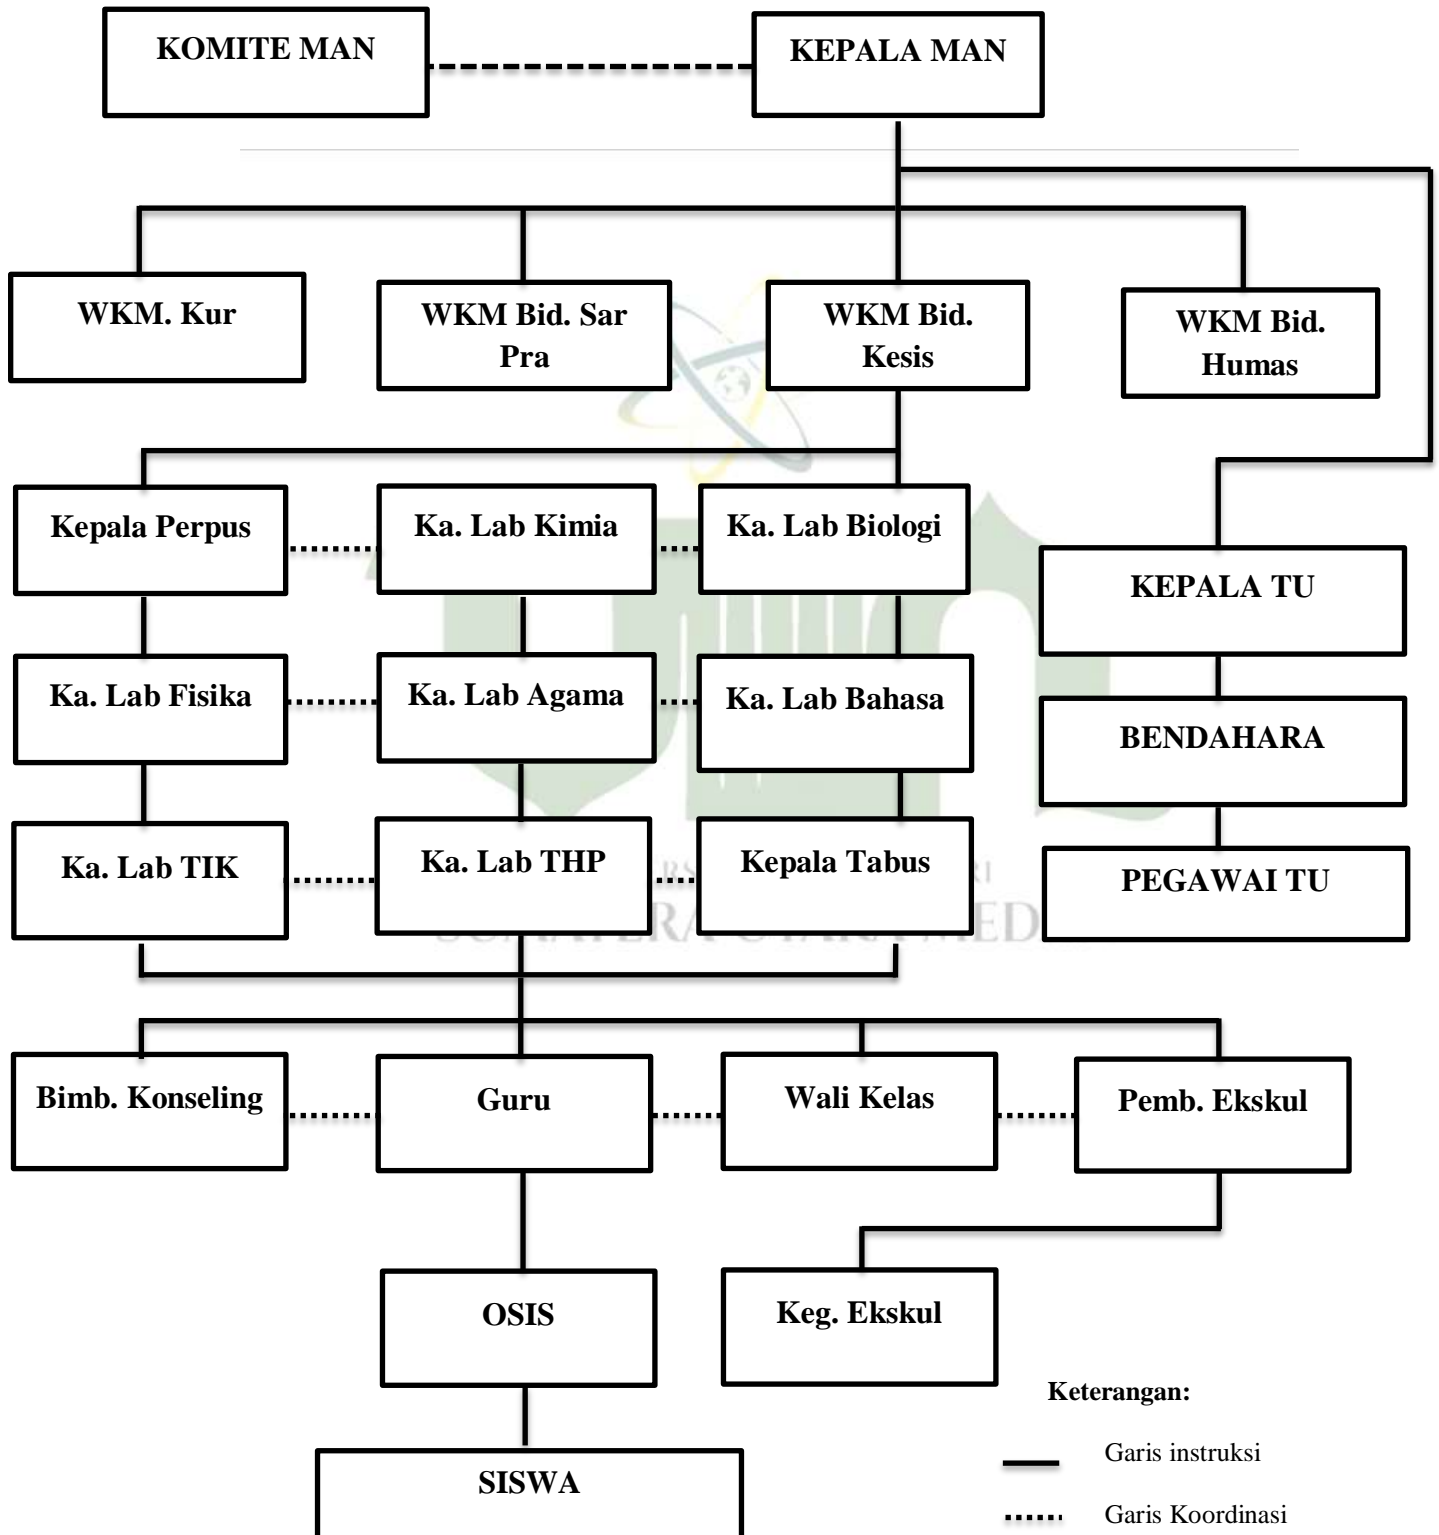 KOMITE MAN
KEPALA MAN
WKM. Kur
WKM Bid. Sar
Pra
WKM Bid.
Kesis
WKM Bid.
Humas
Kepala Perpus
Ka. Lab Kimia
Ka. Lab Biologi
KEPALA TU
Ka. Lab Fisika
Ka. Lab Agama
Ka. Lab Bahasa
BENDAHARA
Ka. Lab TIK
Ka. Lab THP
Kepala Tabus
PEGAWAI TU
Bimb. Konseling
Guru
Wali Kelas
Pemb. Ekskul
OSIS
Keg. Ekskul
Keterangan:
Garis instruksi
SISWA
Garis Koordinasi